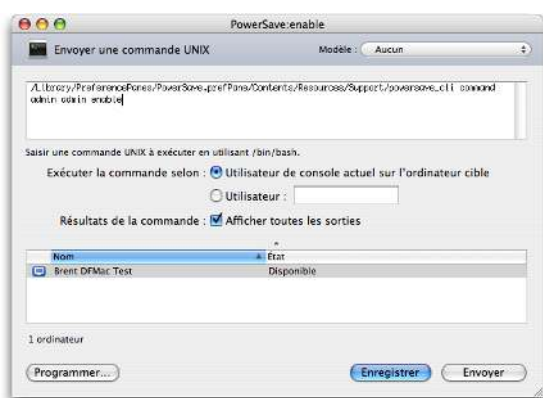 PowerSave:enable
Envoyer une commande UNIX
Modèle : Aucun
/Library/PreferencePanes/PowerSave.prefPane/Contents/Resources/Support/powersave_cli command
admin admin enable
Saisir une commande UNIX à exécuter en utilisant /bin/bash.
Exécuter la commande selon : Utilisateur de console actuel sur l'ordinateur cible
Utilisateur :
Résultats de la commande : Afficher toutes les sorties
Nom État
Brent DFMac Test Disponible
1 ordinateur
Programmer... Enregistrer Envoyer